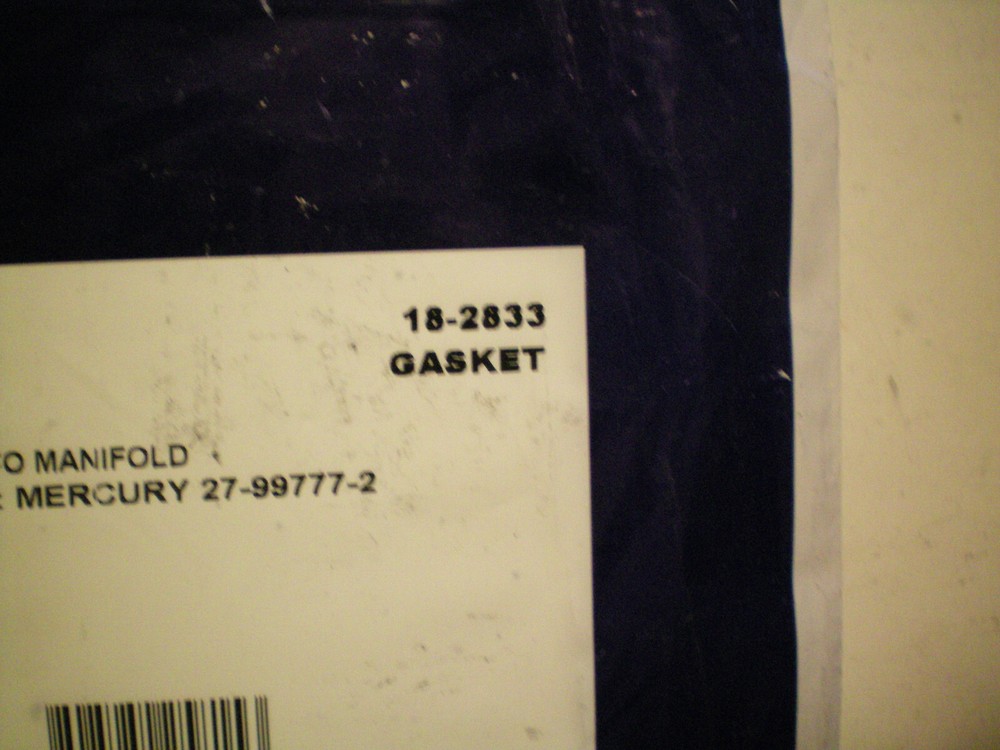 18-2833
GASKET
O MANIFOLD
: MERCURY 27-99777-2